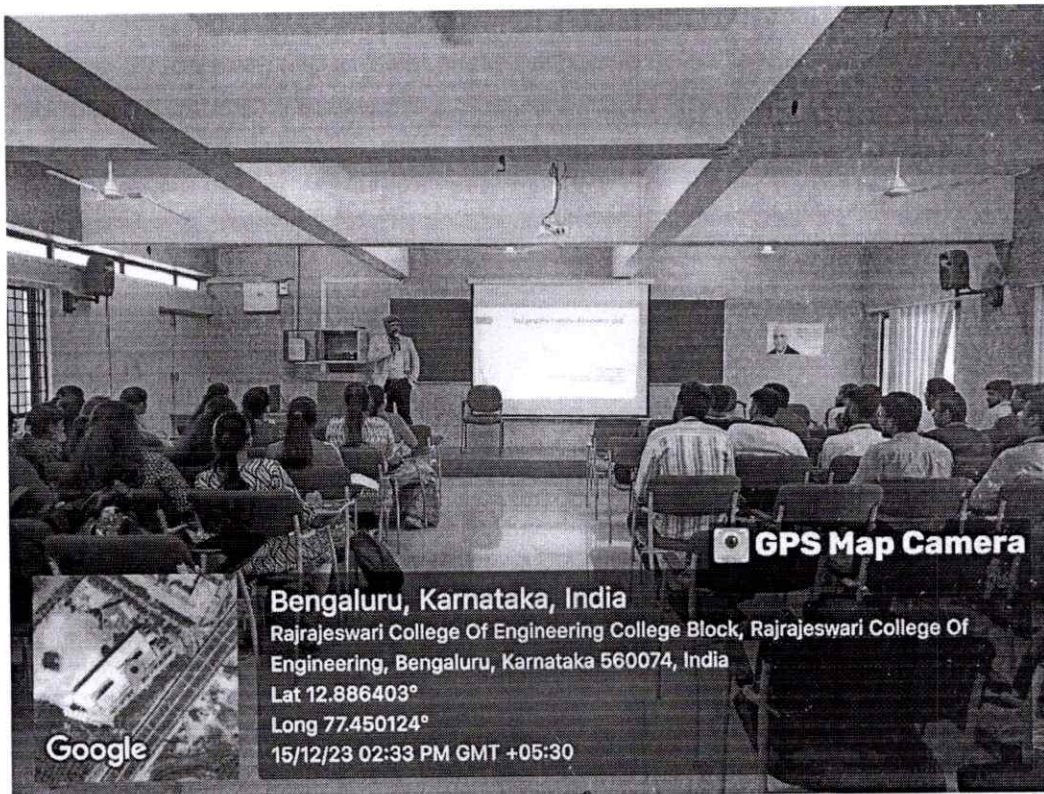 GPS Map Camera
Bengaluru, Karnataka, India
Rajrajeswari College Of Engineering College Block, Rajrajeswari College Of
Engineering, Bengaluru, Karnataka 560074, India
Lat 12.886403°
Long 77.450124°
15/12/23 02:33 PM GMT +05:30
Google